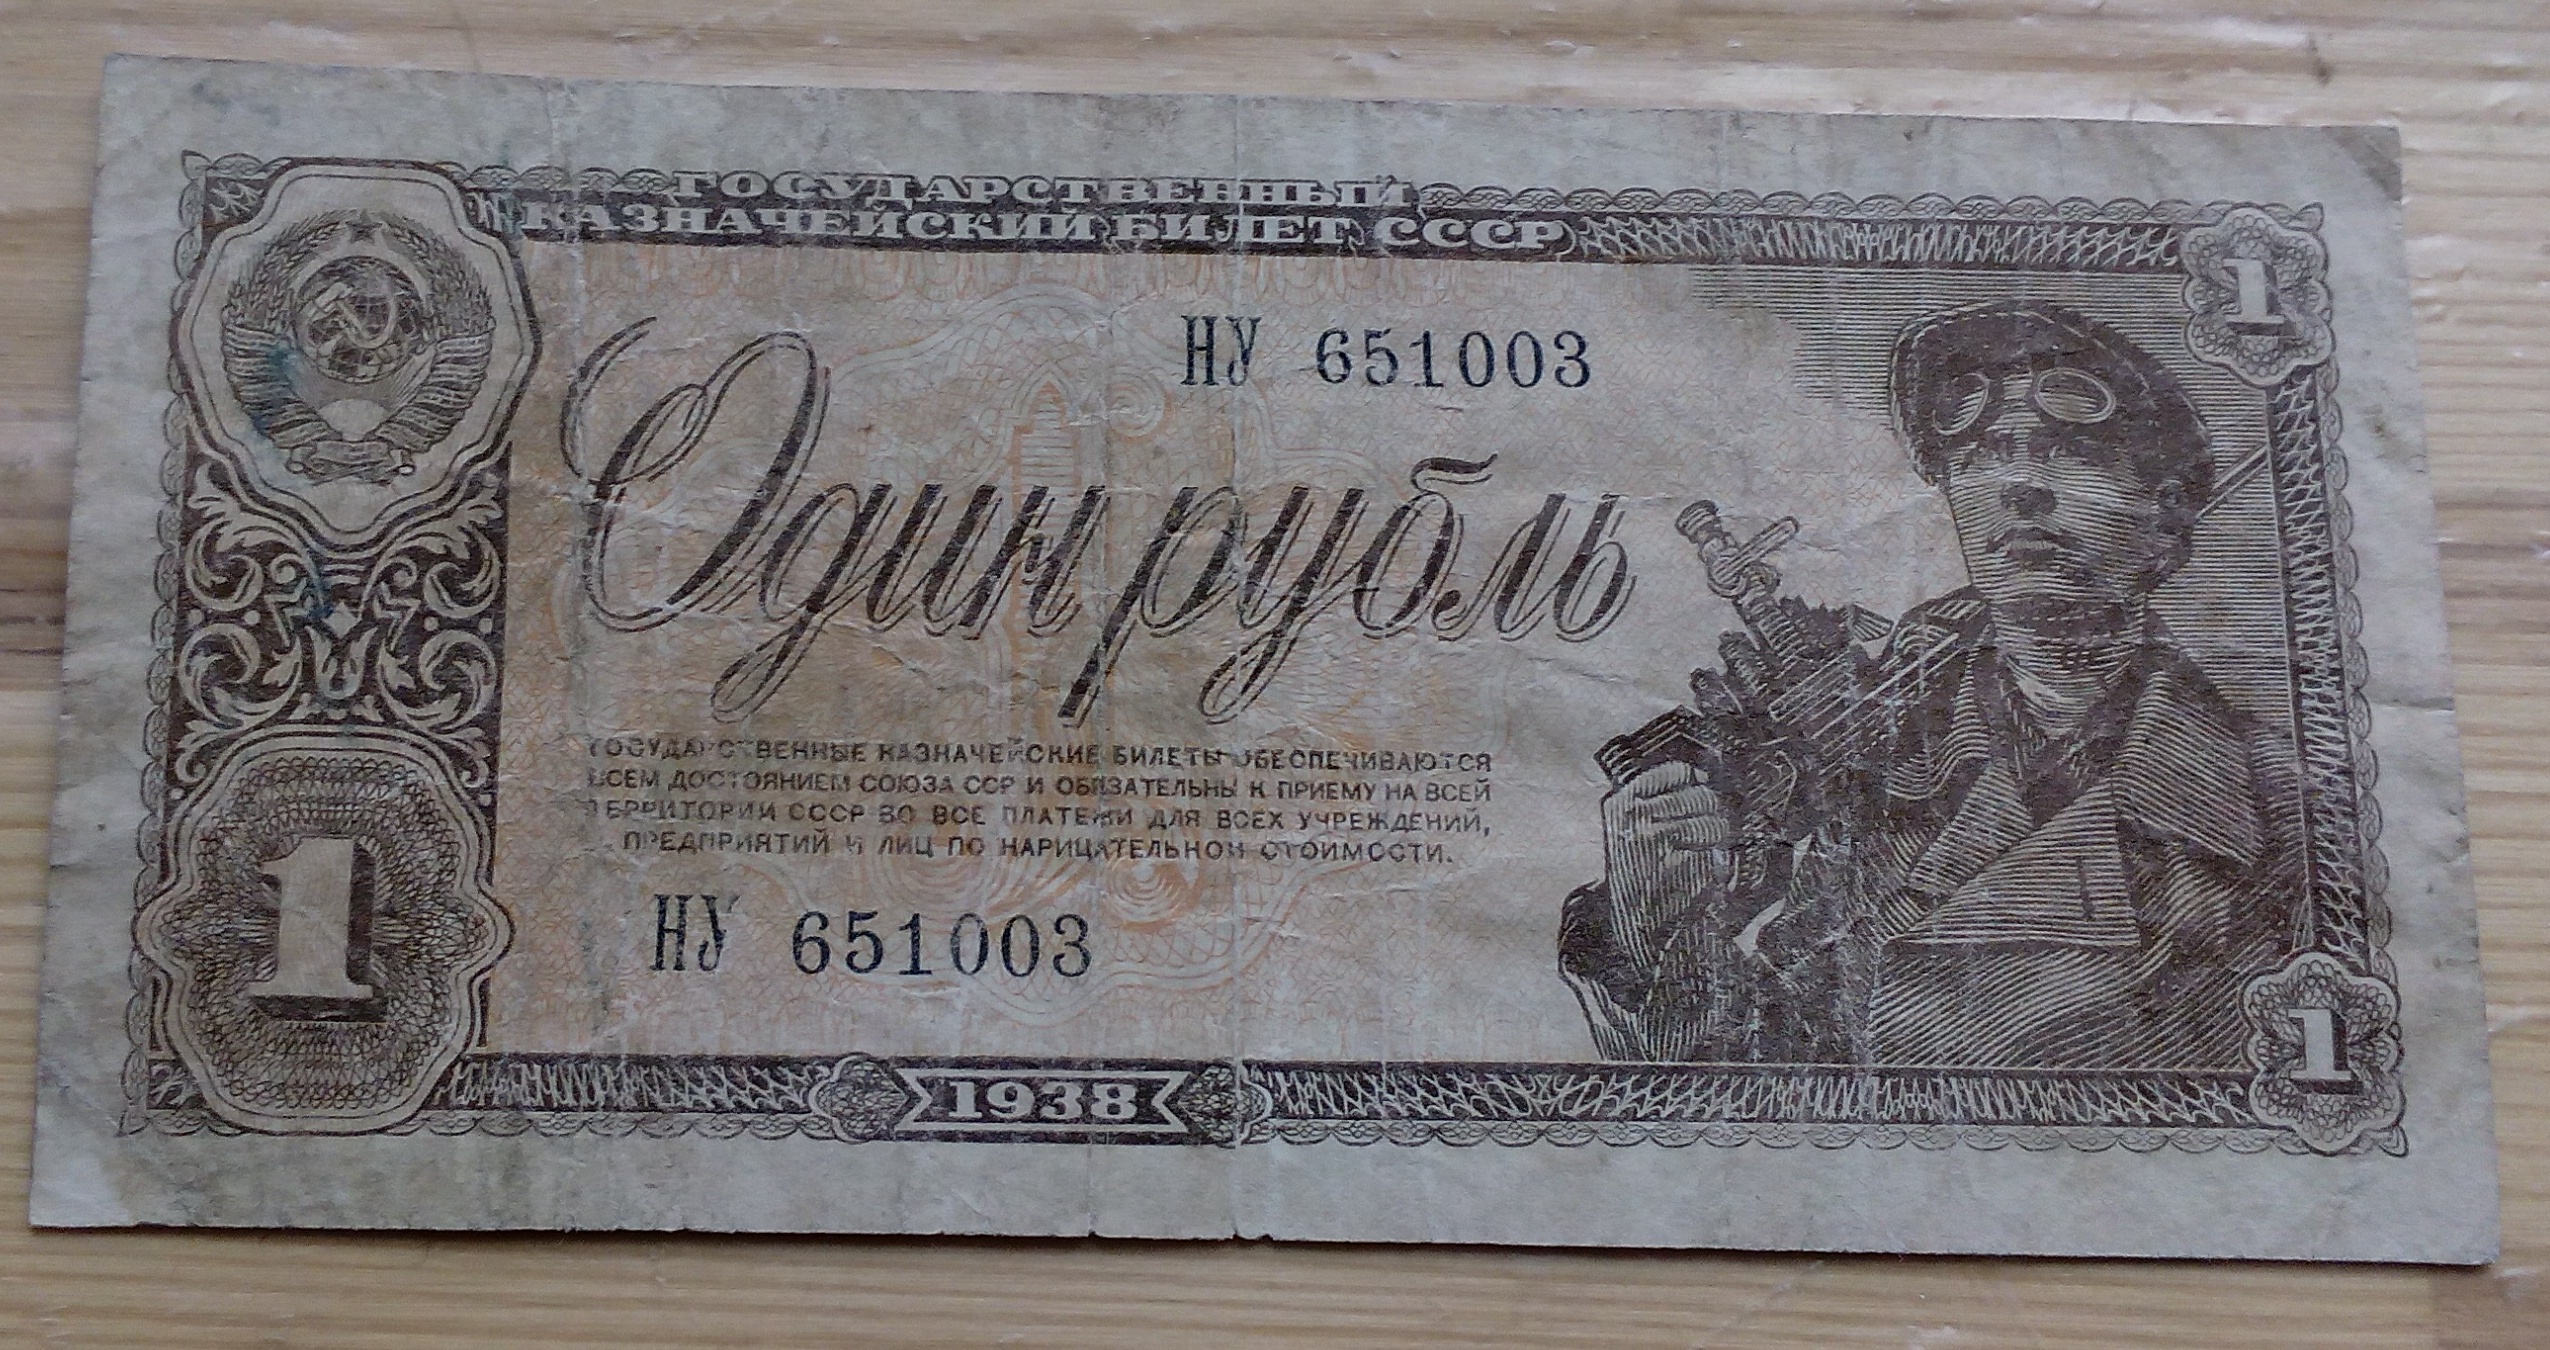 ГОСУДАРСТВЕННЫЙ
КАЗНАЧЕЙСКИЙ БИЛЕТ СССР
1
НУ 651003
Один рубль
ГОСУДАРСТВЕННЫЕ КАЗНАЧЕЙСКИЕ БИЛЕТЫ ОБЕСПЕЧИВАЮТСЯ
ВСЕМ ДОСТОЯНИЕМ СОЮЗА ССР И ОБЯЗАТЕЛЬНЫ К ПРИЕМУ НА ВСЕЙ
ТЕРРИТОРИИ СССР ВО ВСЕ ПЛАТЕЖИ ДЛЯ ВСЕХ УЧРЕЖДЕНИЙ,
ПРЕДПРИЯТИЙ И ЛИЦ ПО НАРИЦАТЕЛЬНОЙ СТОИМОСТИ.
1
НУ 651003
1
1938